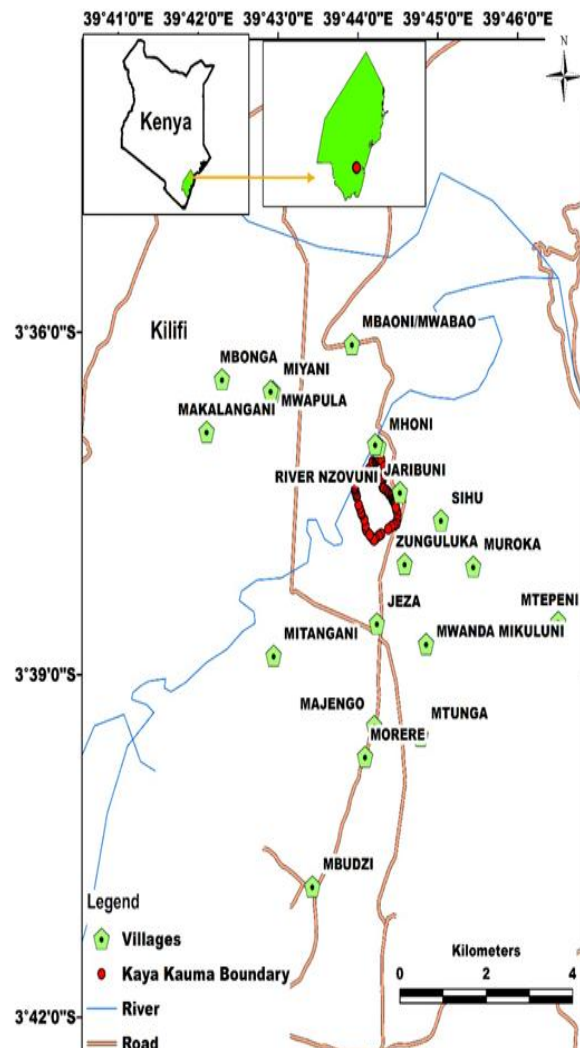 39°41'0"E 39°42'0"E 39°43'0"E 39°44'0"E 39°45'0"E 39°46'0"E
N
Kenya
3°36'0"S
Kilifi
MBAONI/MWABAO
MBONGA
MIYANI
MWAPULA
MAKALANGANI
MHONI
JARIBUNI
RIVER NZOVUNI
SIHU
ZUNGULUKA
MUROKA
JEZA
MTEPENI
MITANGANI
MWANDA MIKULUNI
3°39'0"S
MAJENGO
MTUNGA
MORERE
MBUDZI
Legend
Villages
Kaya Kauma Boundary
River
Road
Kilometers
0 2 4
3°42'0"S